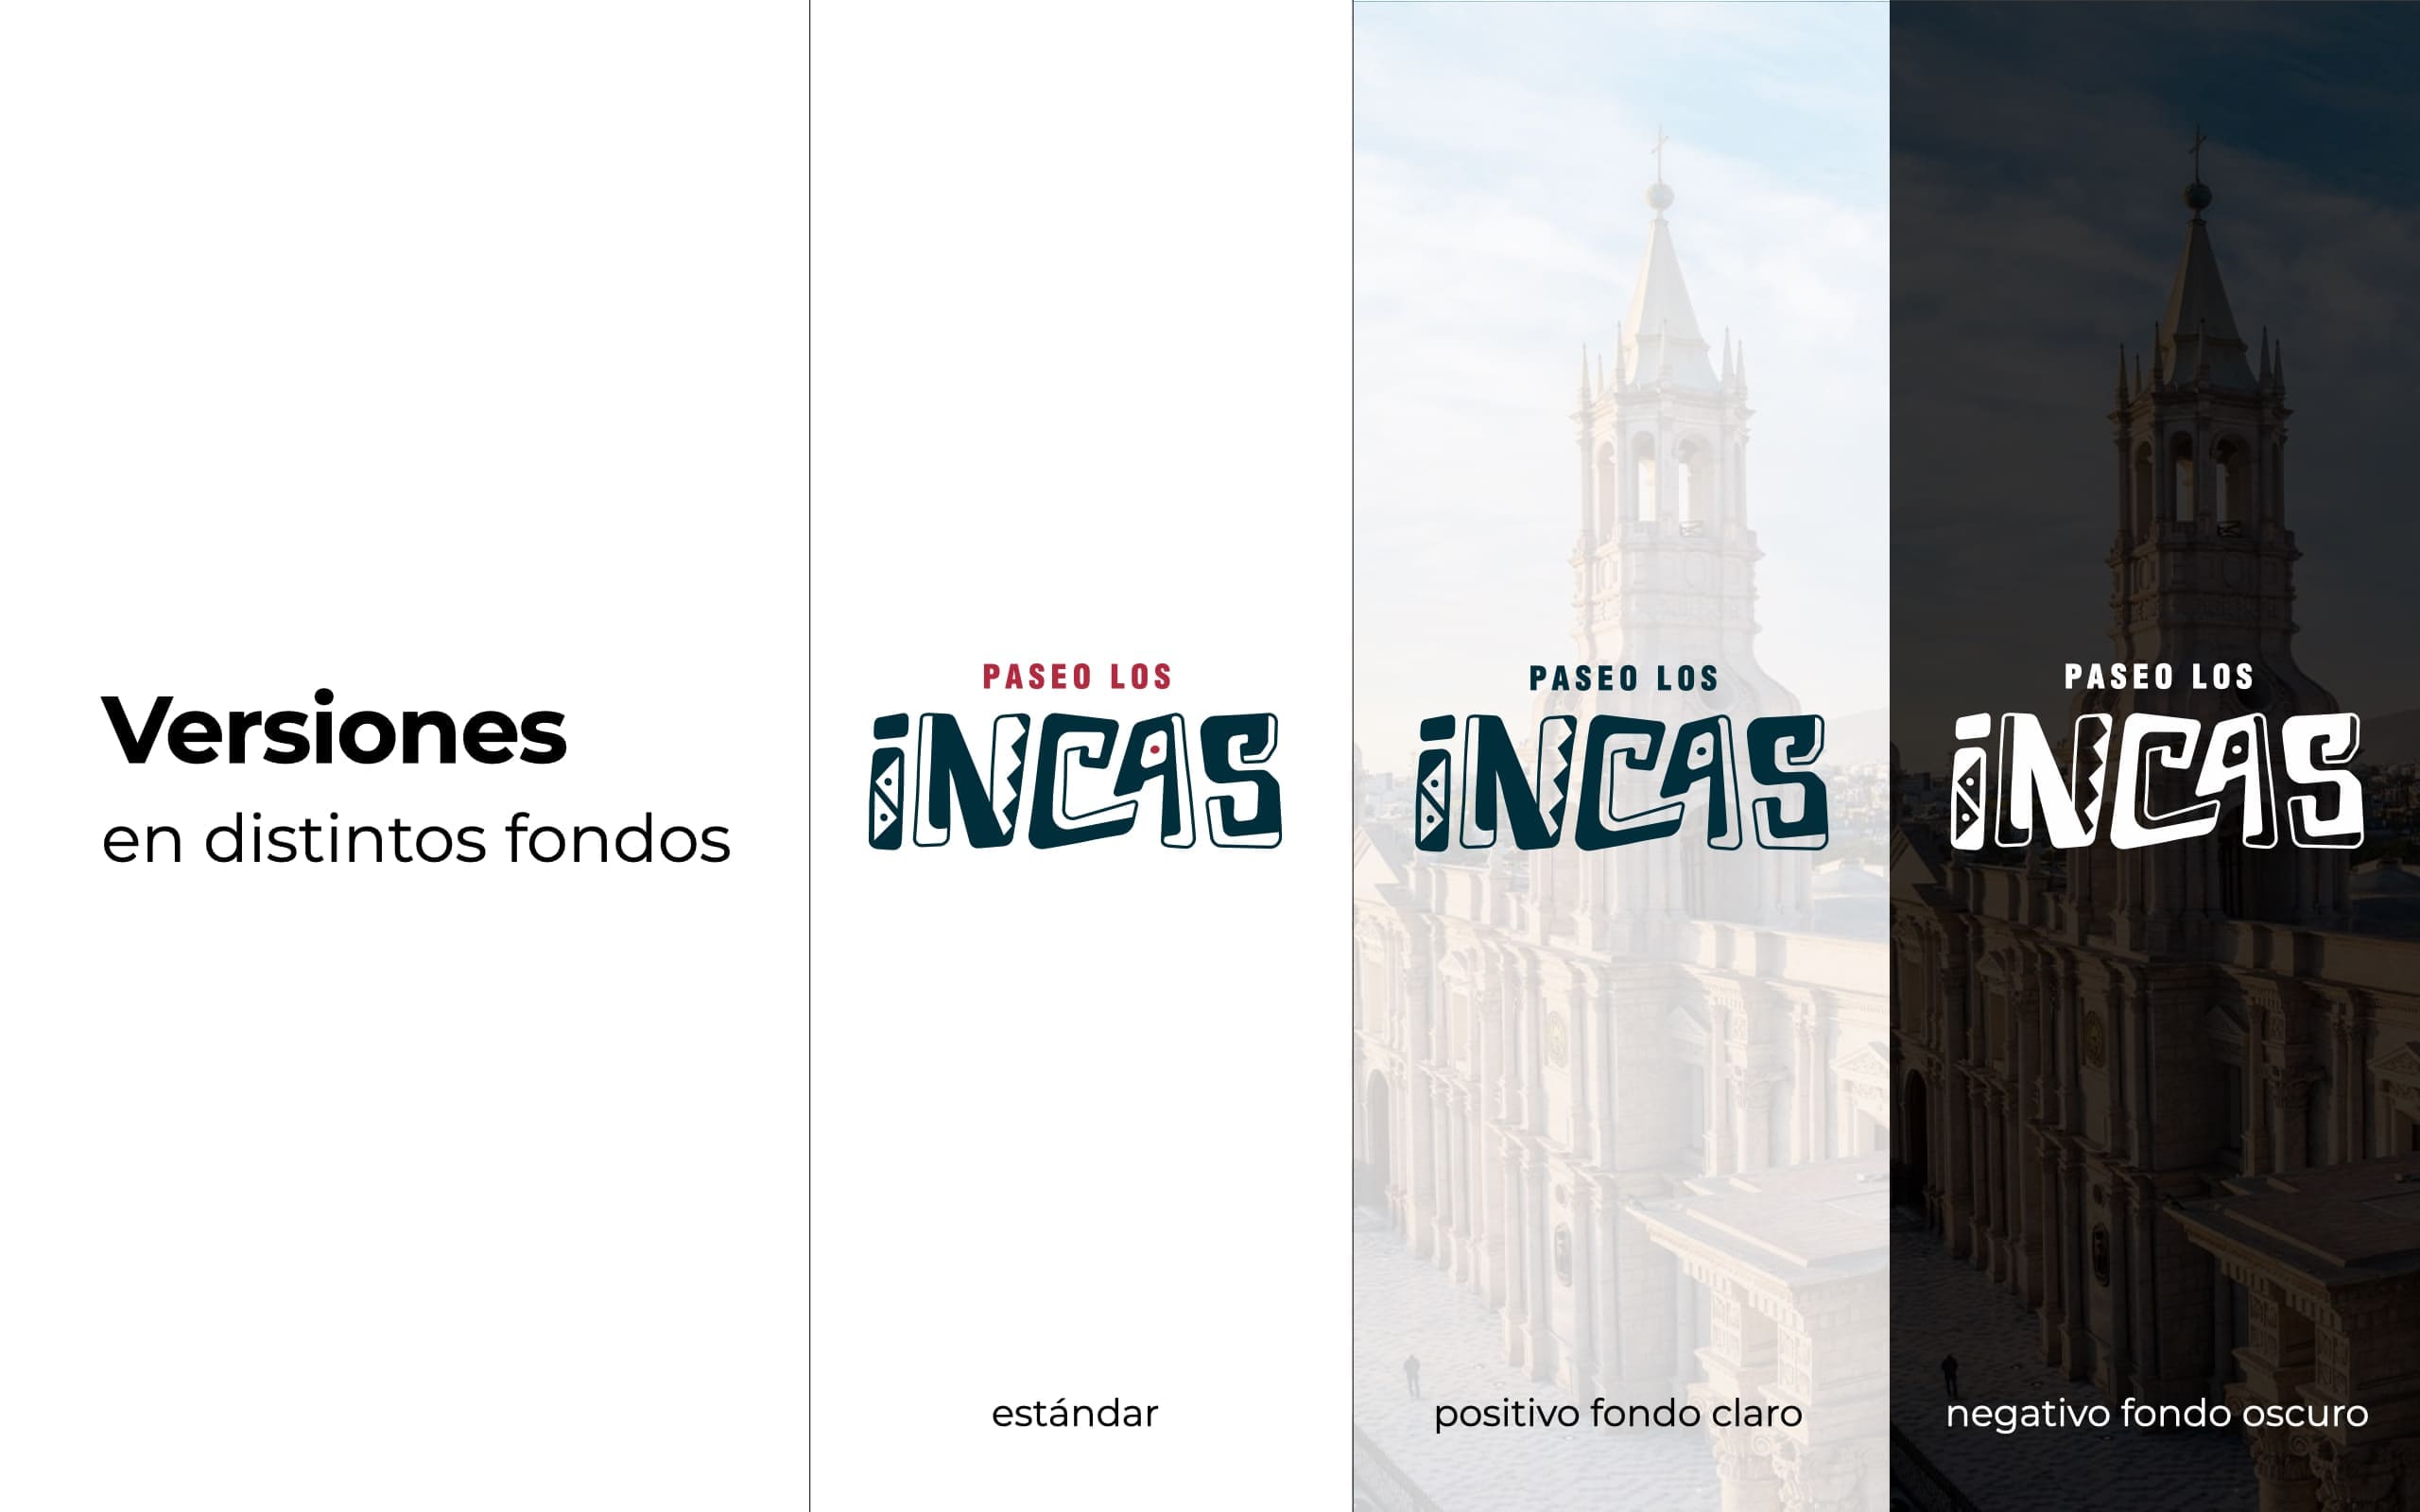 Versiones
en distintos fondos
PASEO LOS
iNCAS
estándar
PASEO LOS
iNCAS
positivo fondo claro
PASEO LOS
iNCAS
negativo fondo oscuro